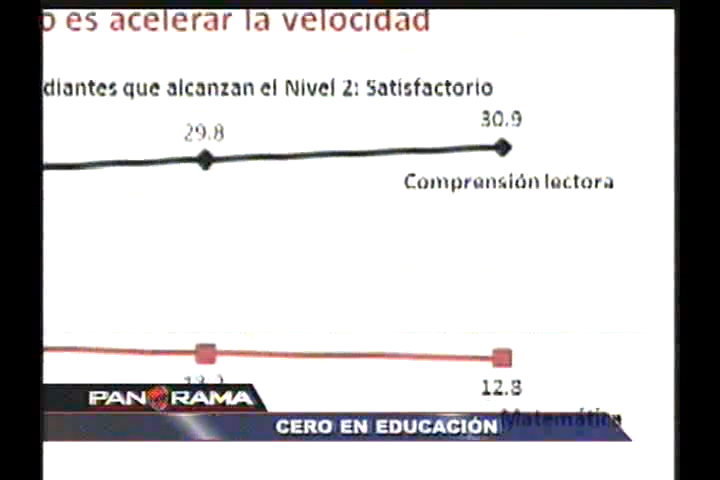 o es acelerar la velocidad
diantes que alcanzan el Nivel 2: Satisfactorio
29.8
30.9
Comprensión lectora
12.8
PANORAMA
Matemática
CERO EN EDUCACIÓN